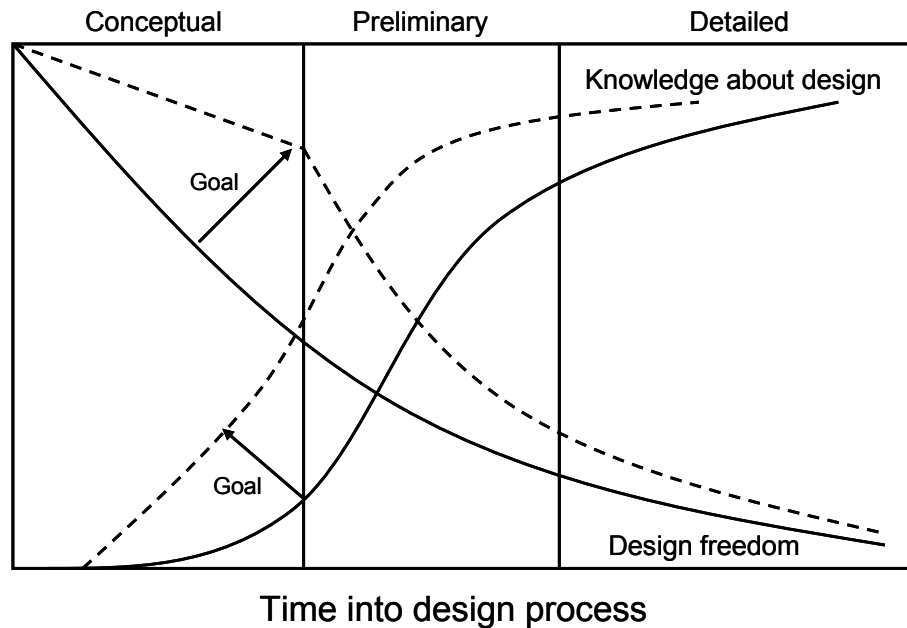 Conceptual
Preliminary
Detailed
Knowledge about design
Goal
Goal
Design freedom
Time into design process